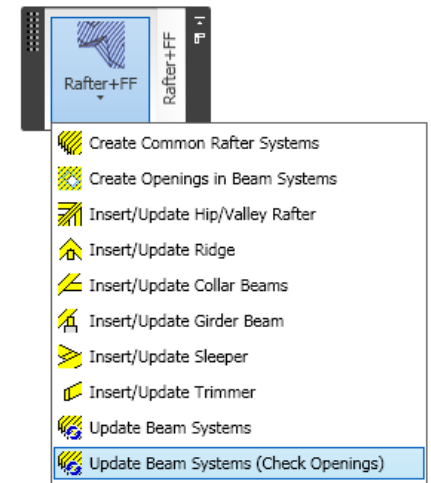 Rafter+FF
Rafter+FF
Create Common Rafter Systems
Create Openings in Beam Systems
Insert/Update Hip/Valley Rafter
Insert/Update Ridge
Insert/Update Collar Beams
Insert/Update Girder Beam
Insert/Update Sleeper
Insert/Update Trimmer
Update Beam Systems
Update Beam Systems (Check Openings)